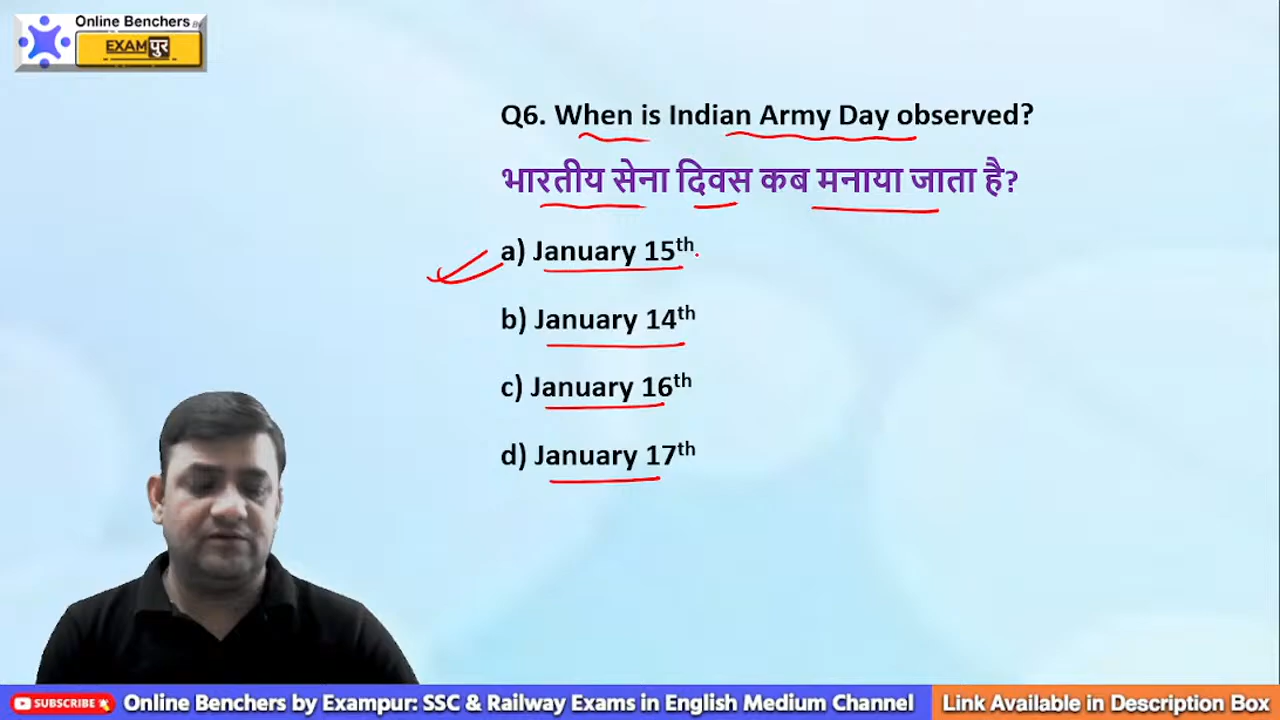 Online Benchers By
EXAMपुर
Q6. When is Indian Army Day observed?
भारतीय सेना दिवस कब मनाया जाता है?
a) January 15th
b) January 14th
c) January 16th
d) January 17th
SUBSCRIBE Online Benchers by Exampur: SSC & Railway Exams in English Medium Channel Link Available in Description Box